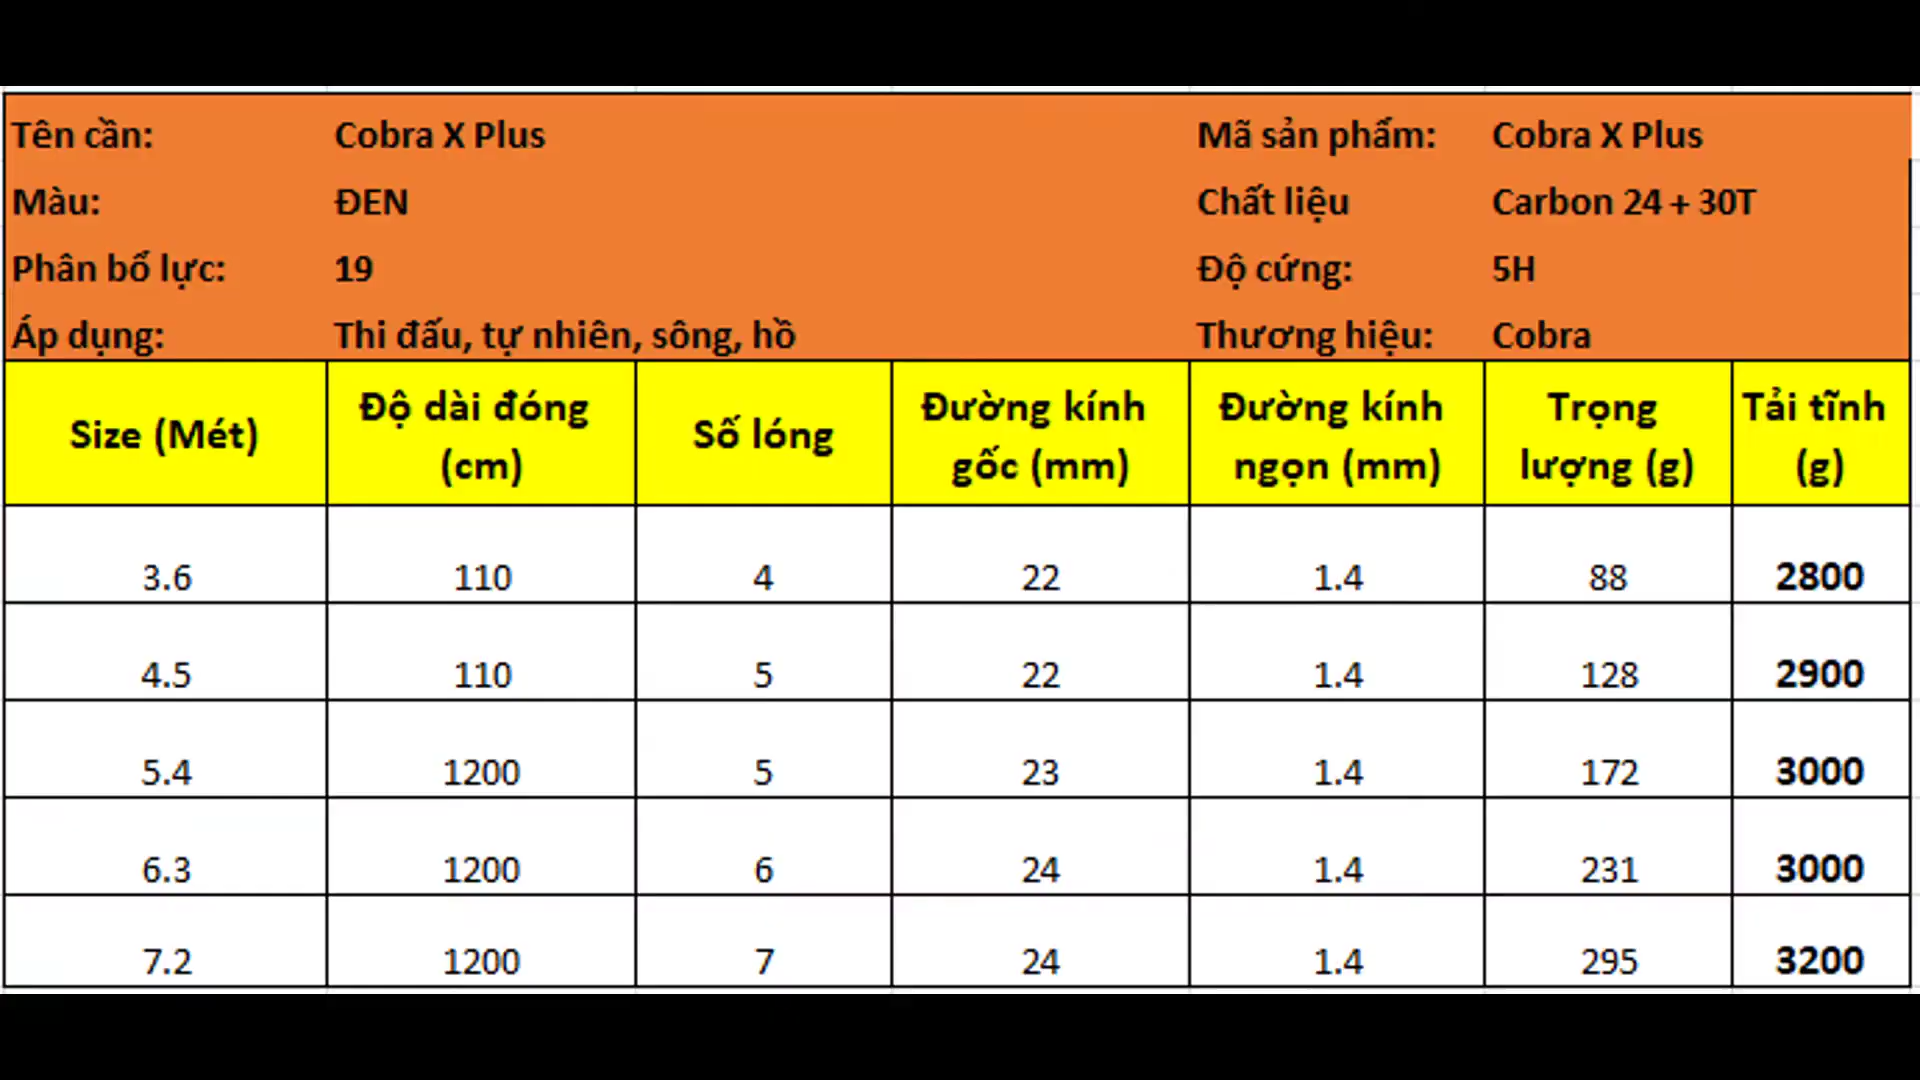 Tên cần: Cobra X Plus Mã sản phẩm: Cobra X Plus
Màu: ĐEN Chất liệu Carbon 24 + 30T
Phân bổ lực: 19 Độ cứng: 5H
Áp dụng: Thi đấu, tự nhiên, sông, hồ Thương hiệu: Cobra
Size (Mét) Độ dài đóng (cm) Số lóng Đường kính gốc (mm) Đường kính ngọn (mm) Trọng lượng (g) Tải tĩnh (g)
3.6 110 4 22 1.4 88 2800
4.5 110 5 22 1.4 128 2900
5.4 1200 5 23 1.4 172 3000
6.3 1200 6 24 1.4 231 3000
7.2 1200 7 24 1.4 295 3200